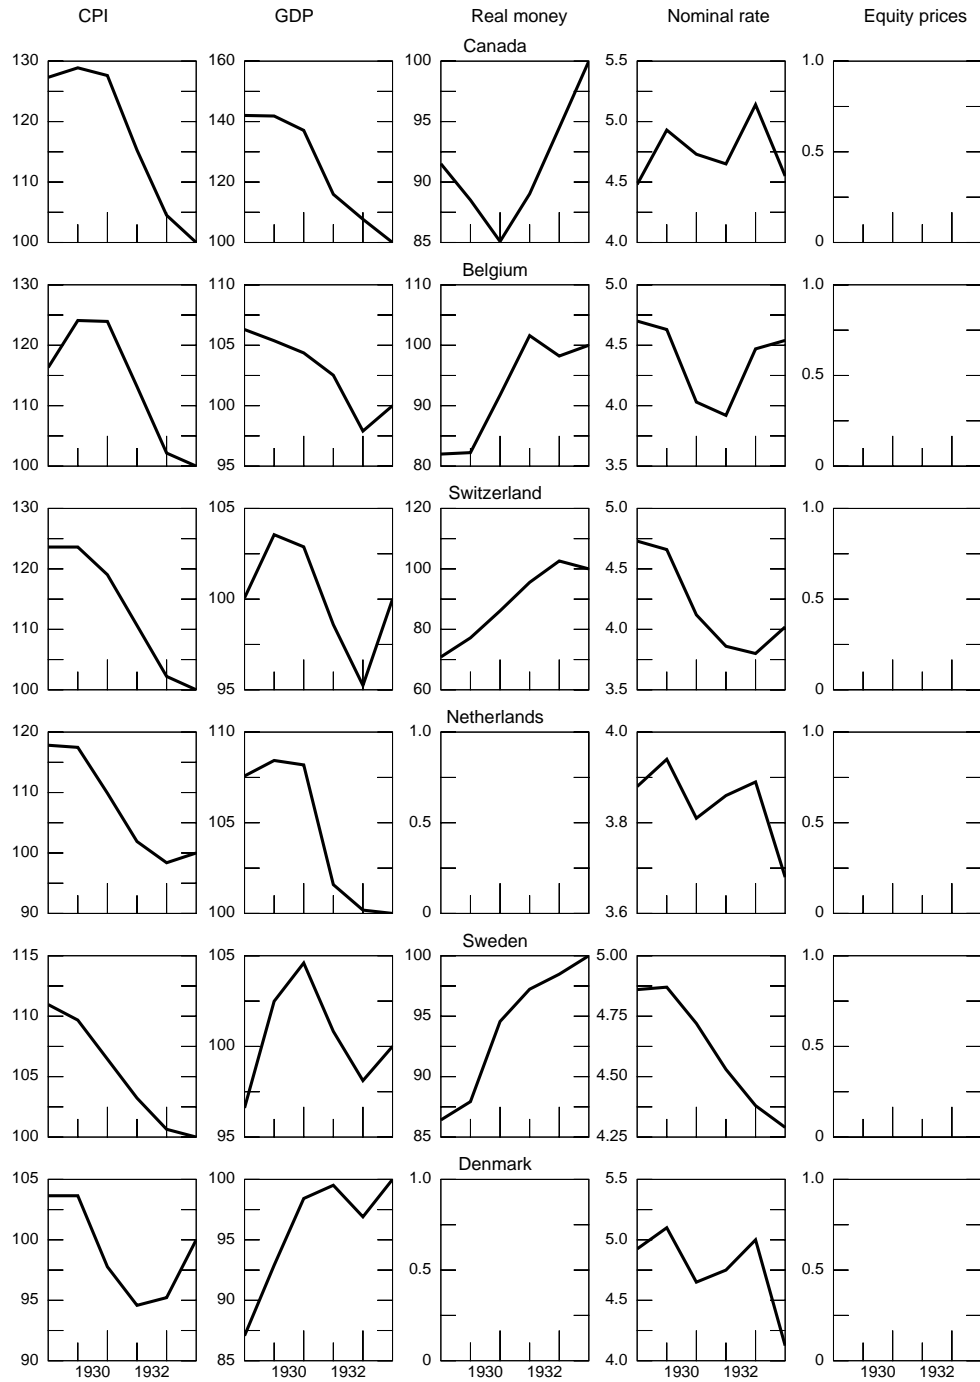 CPI GDP Real money Nominal rate Equity prices
Canada
130 160 100 5.5 1.0
120 140 95 5.0
0.5
110 120 90 4.5
100 100 85 4.0 0
Belgium
130 110 110 5.0 1.0
120 105 100 4.5
0.5
110 100 90 4.0
100 95 80 3.5 0
Switzerland
130 105 120 5.0 1.0
120 100 4.5
100 0.5
110 80 4.0
100 95 60 3.5 0
Netherlands
120 110 1.0 4.0 1.0
110
105 0.5 3.8 0.5
100
90 100 0 3.6 0
Sweden
115 105 100 5.00 1.0
110 95 4.75
100 0.5
105 90 4.50
100 95 85 4.25 0
Denmark
105 100 1.0 5.5 1.0
100 95 5.0
0.5 0.5
95 90 4.5
90 85 0 4.0 0
1930 1932 1930 1932 1930 1932 1930 1932 1930 1932